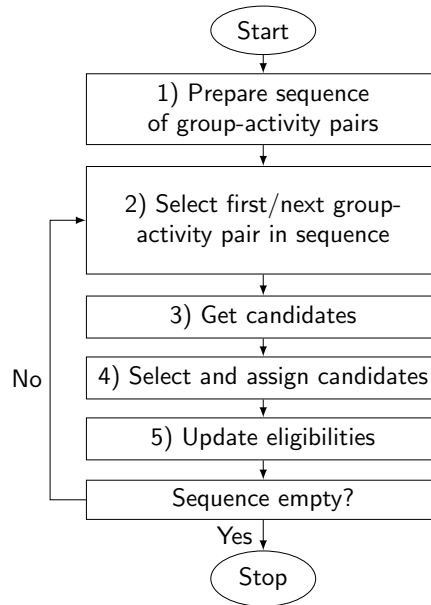 Start
1) Prepare sequence
of group-activity pairs
2) Select first/next group-
activity pair in sequence
3) Get candidates
No
4) Select and assign candidates
5) Update eligibilities
Sequence empty?
Yes
Stop